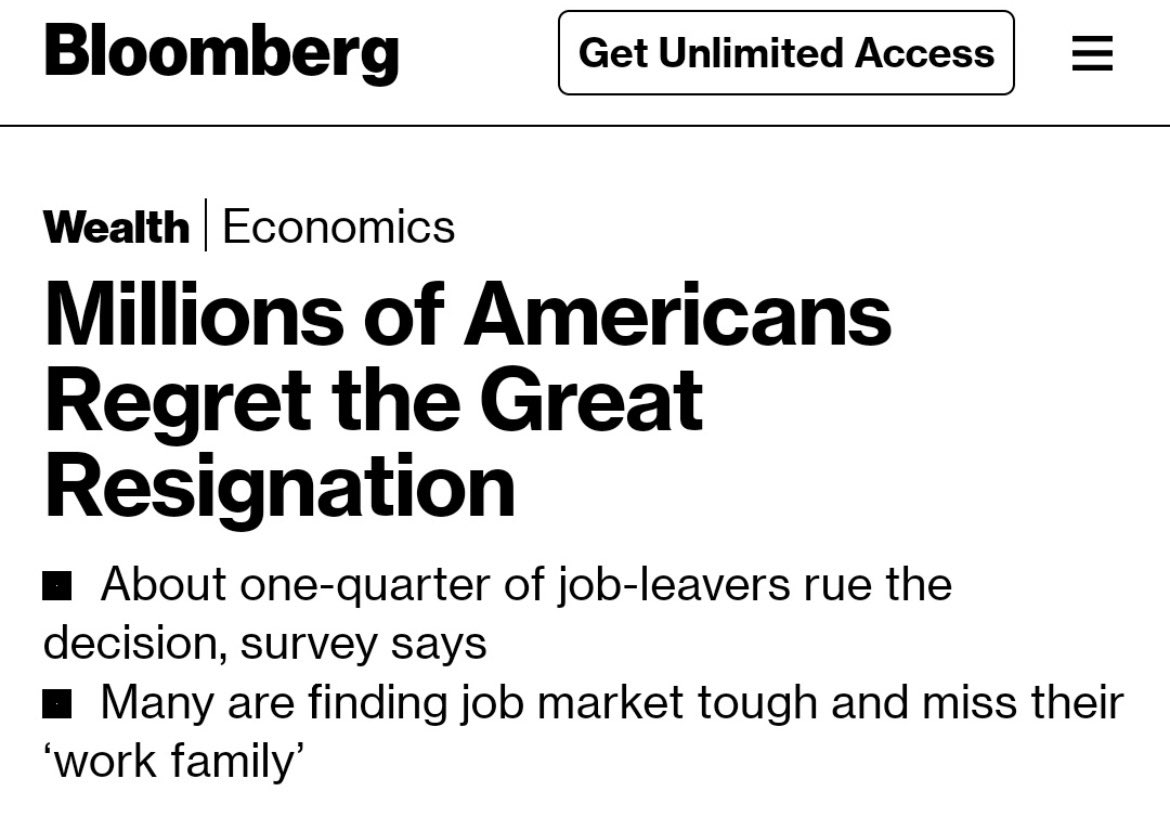 Bloomberg
Get Unlimited Access
Wealth | Economics
Millions of Americans
Regret the Great
Resignation
■ About one-quarter of job-leavers rue the
decision, survey says
■ Many are finding job market tough and miss their
‘work family’